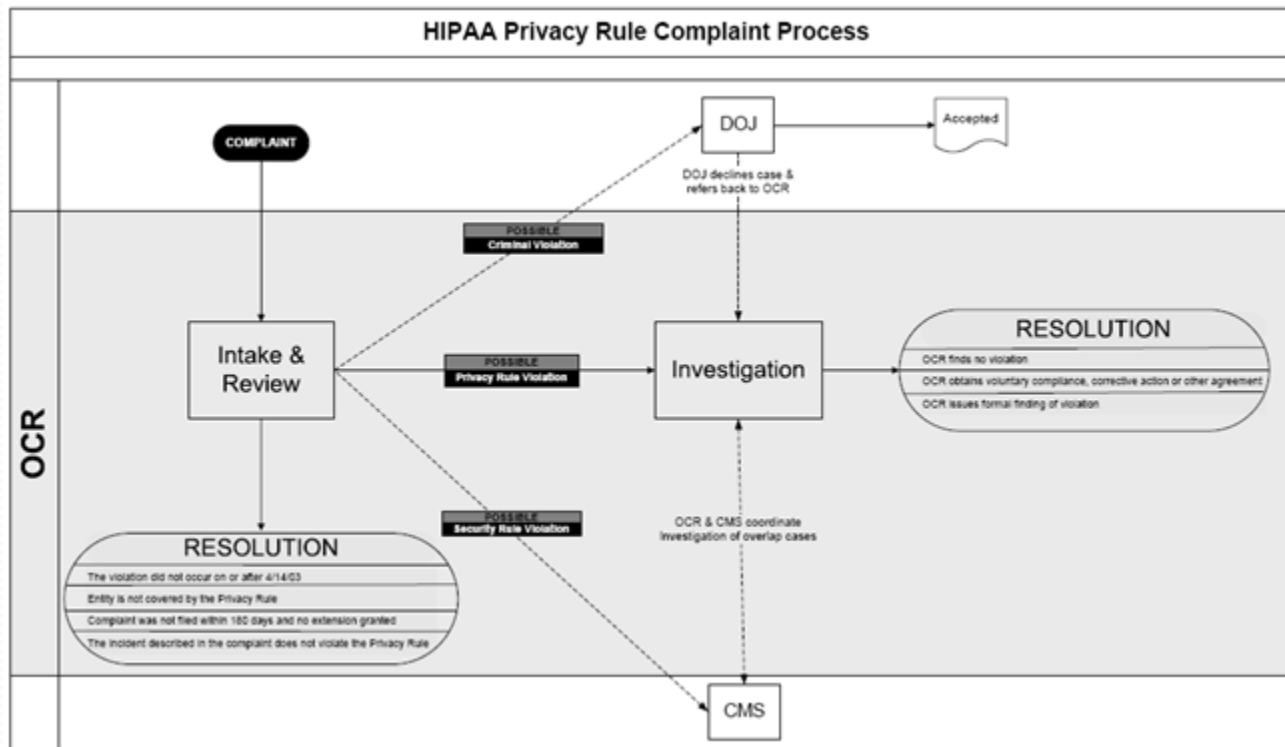 HIPAA Privacy Rule Complaint Process
COMPLAINT
DOJ
Accepted
DOJ declines case &
refers back to OCR
POSSIBLE
Criminal Violation
OCR
Intake &
Review
POSSIBLE
Privacy Rule Violation
Investigation
RESOLUTION
OCR finds no violation
OCR obtains voluntary compliance, corrective action or other agreement
OCR issues formal finding of violation
POSSIBLE
Security Rule Violation
OCR & CMS coordinate
Investigation of overlap cases
RESOLUTION
The violation did not occur on or after 4/14/03
Entity is not covered by the Privacy Rule
Complaint was not filed within 180 days and no extension granted
The incident described in the complaint does not violate the Privacy Rule
CMS